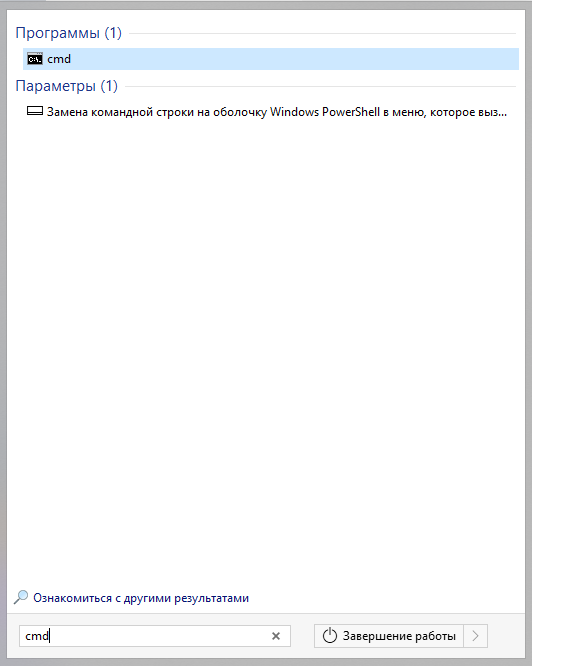 Программы (1)
cmd
Параметры (1)
Замена командной строки на оболочку Windows PowerShell в меню, которое выз...
Ознакомиться с другими результатами
cmd
Завершение работы